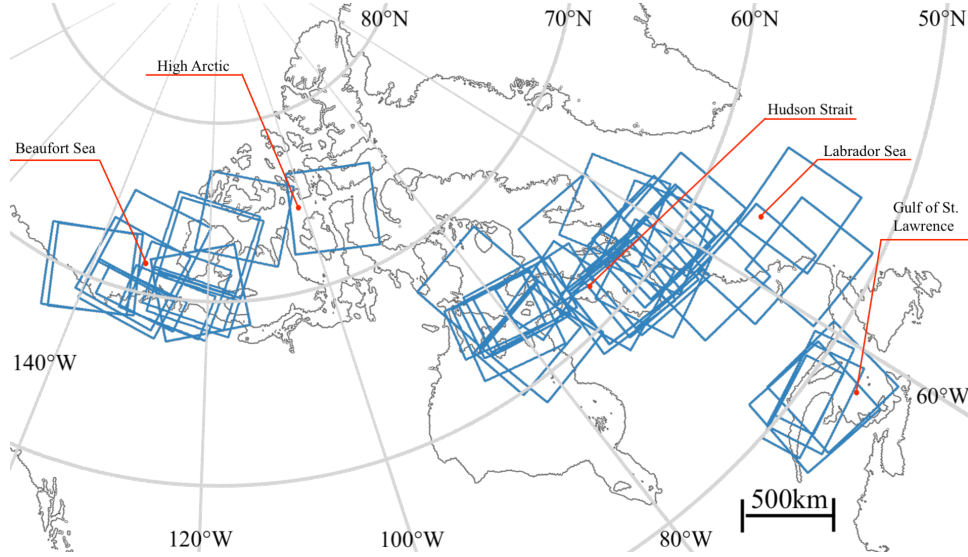 80°N
70°N
60°N
50°N
High Arctic
Hudson Strait
Beaufort Sea
Labrador Sea
Gulf of St.
Lawrence
140°W
60°W
500km
120°W
100°W
80°W